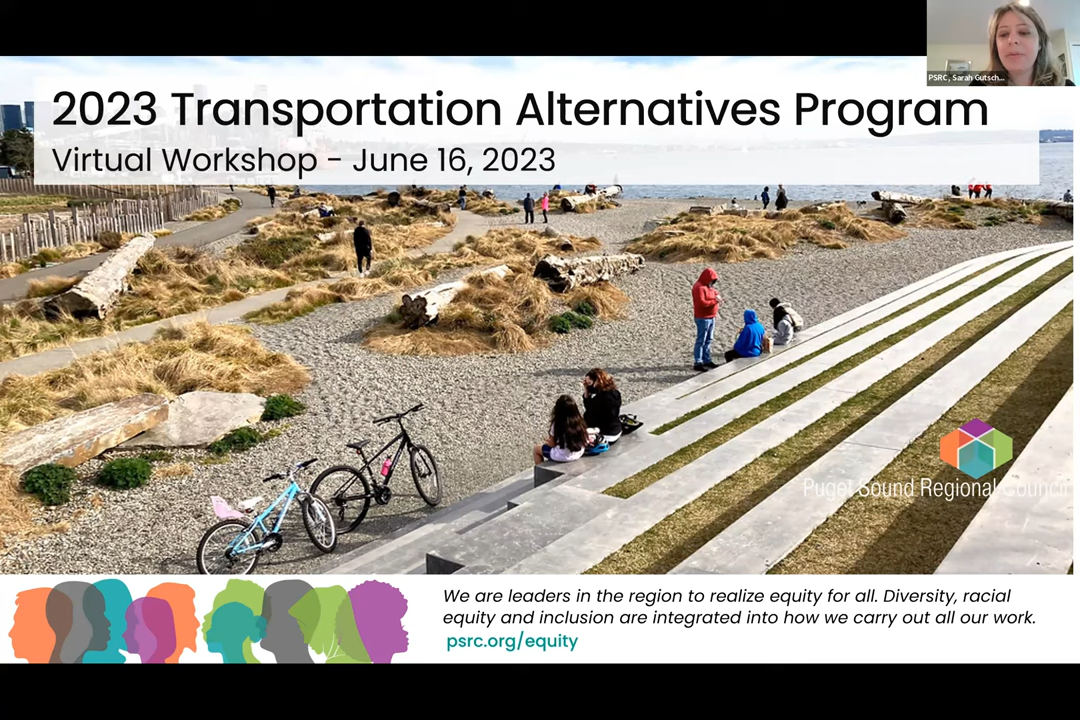 PSRC, Sarah Gutsch...
2023 Transportation Alternatives Program
Virtual Workshop - June 16, 2023
Puget Sound Regional Council
We are leaders in the region to realize equity for all. Diversity, racial
equity and inclusion are integrated into how we carry out all our work.
psrc.org/equity